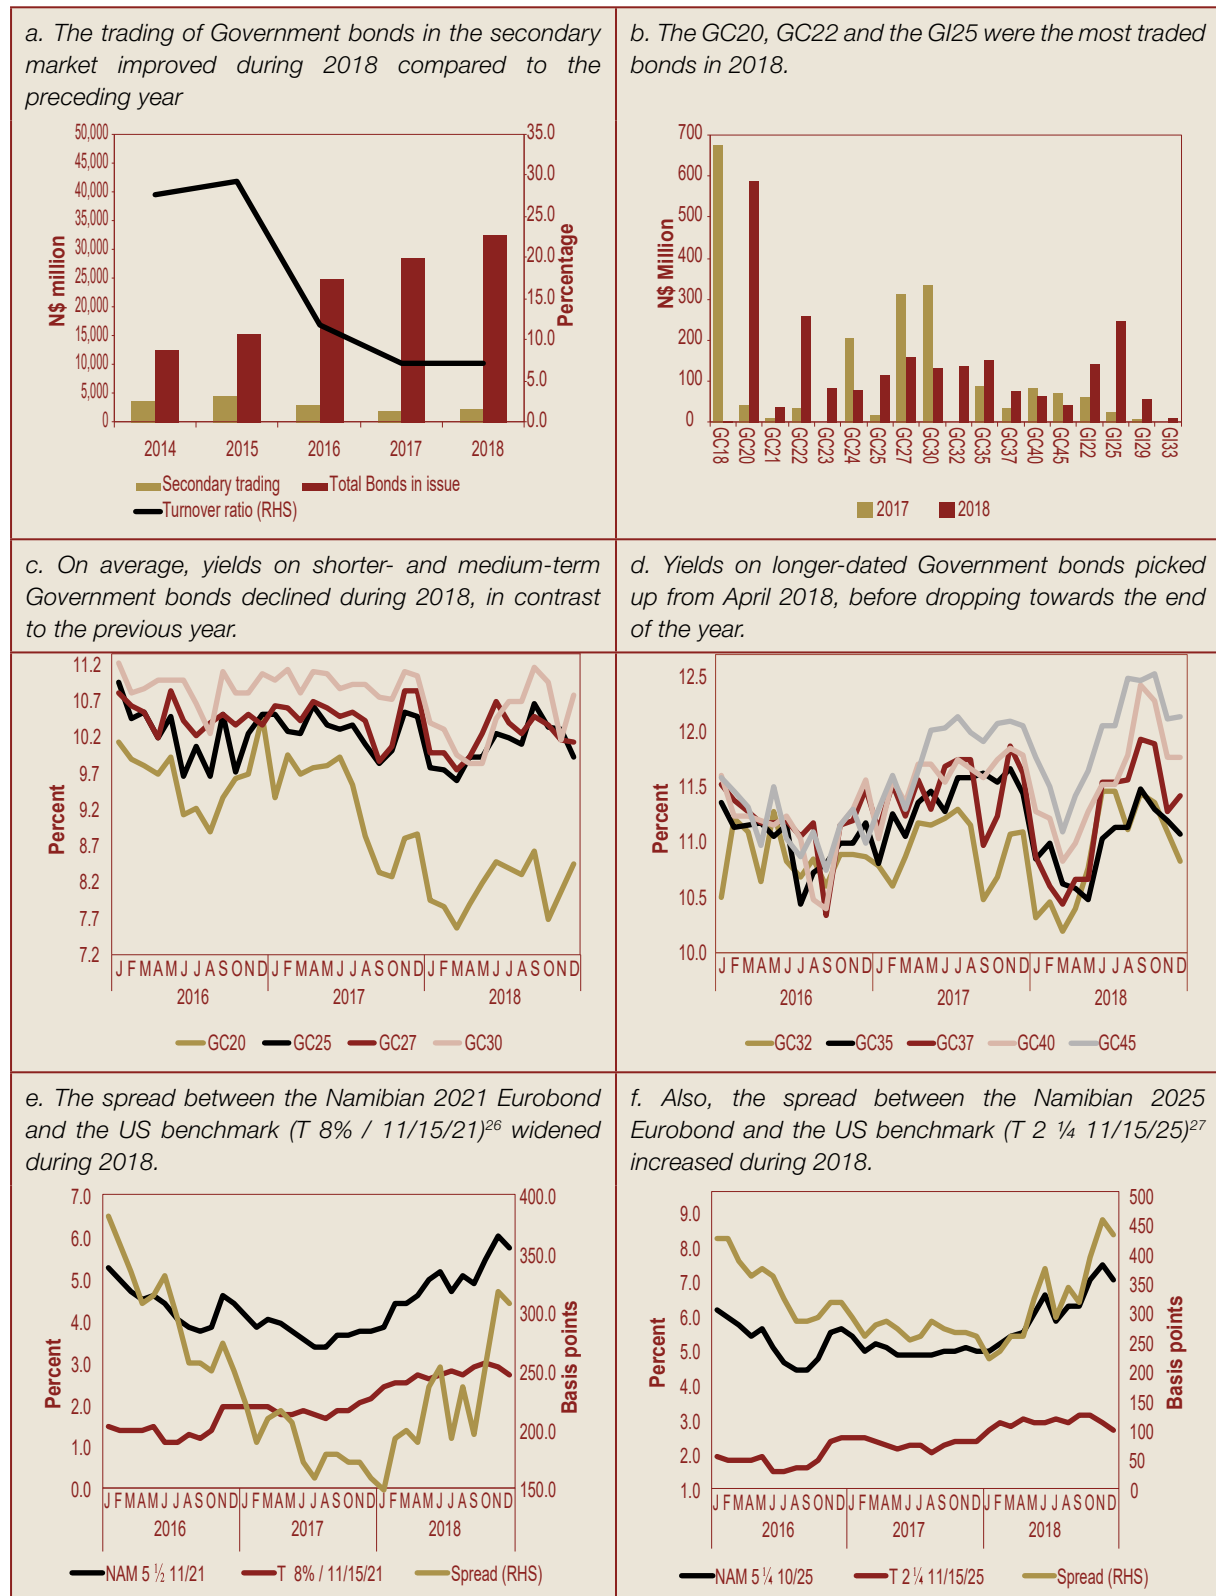 a. The trading of Government bonds in the secondary
market improved during 2018 compared to the
preceding year
b. The GC20, GC22 and the GI25 were the most traded
bonds in 2018.
50,000
45,000
40,000
35,000
30,000
25,000
20,000
15,000
10,000
5,000
0
N$ million
35.0
30.0
25.0
20.0
15.0
10.0
5.0
0.0
Percentage
2014 2015 2016 2017 2018
Secondary trading Total Bonds in issue
Turnover ratio (RHS)
700
600
500
400
300
200
100
0
N$ Million
GC18 GC20 GC21 GC22 GC23 GC24 GC25 GC27 GC30 GC32 GC35 GC37 GC40 GC45 GI22 GI25 GI29 GI33
2017 2018
c. On average, yields on shorter- and medium-term
Government bonds declined during 2018, in contrast
to the previous year.
d. Yields on longer-dated Government bonds picked
up from April 2018, before dropping towards the end
of the year.
11.2
10.7
10.2
9.7
9.2
8.7
8.2
7.7
7.2
Percent
J F M A M J J A S O N D J F M A M J J A S O N D J F M A M J J A S O N D
2016 2017 2018
GC20 GC25 GC27 GC30
12.5
12.0
11.5
11.0
10.5
10.0
Percent
J F M A M J J A S O N D J F M A M J J A S O N D J F M A M J J A S O N D
2016 2017 2018
GC32 GC35 GC37 GC40 GC45
e. The spread between the Namibian 2021 Eurobond
and the US benchmark (T 8% / 11/15/21)26 widened
during 2018.
f. Also, the spread between the Namibian 2025
Eurobond and the US benchmark (T 2 ¼ 11/15/25)27
increased during 2018.
7.0
6.0
5.0
4.0
3.0
2.0
1.0
0.0
Percent
400.0
350.0
300.0
250.0
200.0
150.0
Basis points
J F M A M J J A S O N D J F M A M J J A S O N D J F M A M J J A S O N D
2016 2017 2018
NAM 5 ½ 11/21 T 8% / 11/15/21 Spread (RHS)
9.0
8.0
7.0
6.0
5.0
4.0
3.0
2.0
1.0
Percent
500
450
400
350
300
250
200
150
100
50
0
Basis points
J F M A M J J A S O N D J F M A M J J A S O N D J F M A M J J A S O N D
2016 2017 2018
NAM 5 ¼ 10/25 T 2 ¼ 11/15/25 Spread (RHS)